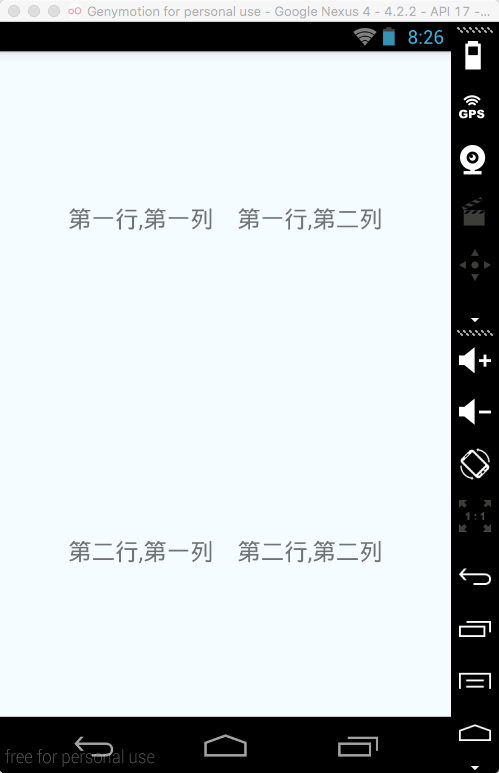 Genymotion for personal use - Google Nexus 4 - 4.2.2 - API 17 -...
8:26
GPS
第一行,第一列 第一行,第二列
1:1
第二行,第一列 第二行,第二列
free for personal use